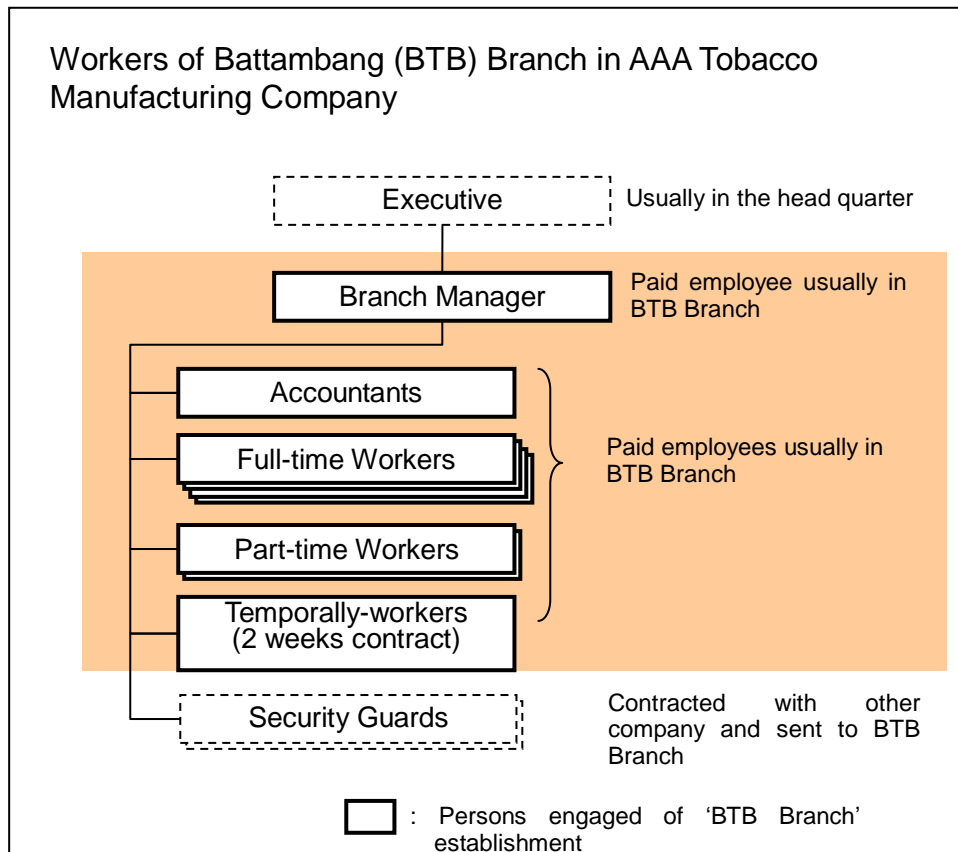 Workers of Battambang (BTB) Branch in AAA Tobacco
Manufacturing Company
Executive
Usually in the head quarter
Branch Manager
Paid employee usually in
BTB Branch
Accountants
Full-time Workers
Paid employees usually in
BTB Branch
Part-time Workers
Temporally-workers
(2 weeks contract)
Security Guards
Contracted with other
company and sent to BTB
Branch
: Persons engaged of ‘BTB Branch’
establishment